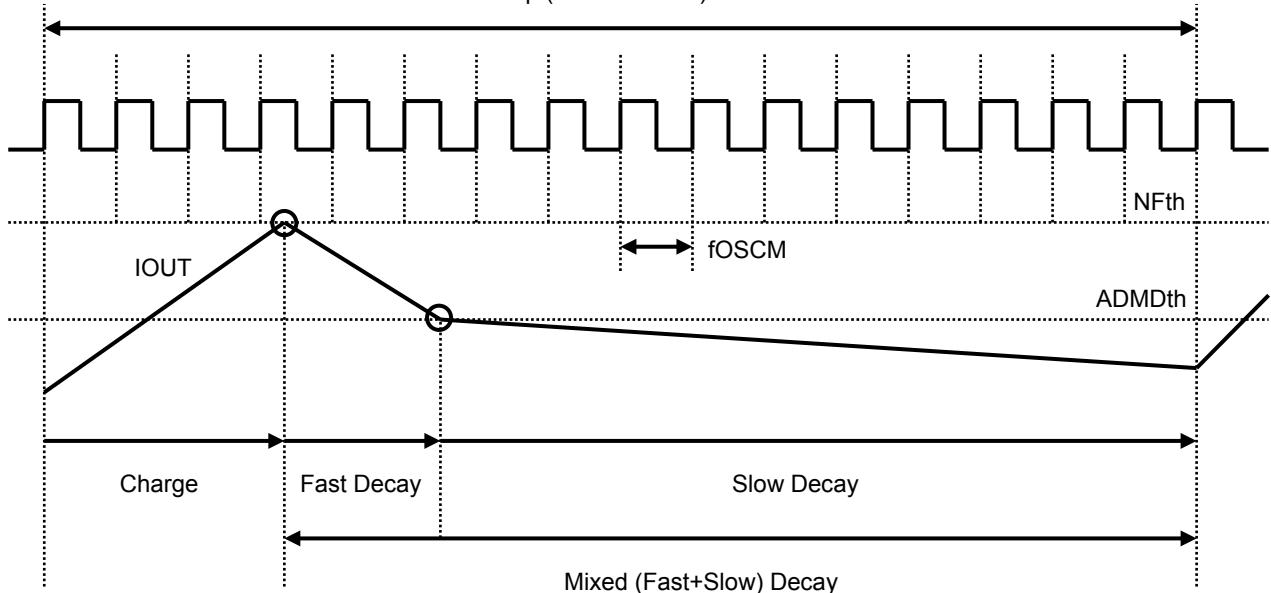 NFth
fOSCM
IOUT
ADMDth
Charge
Fast Decay
Slow Decay
Mixed (Fast+Slow) Decay